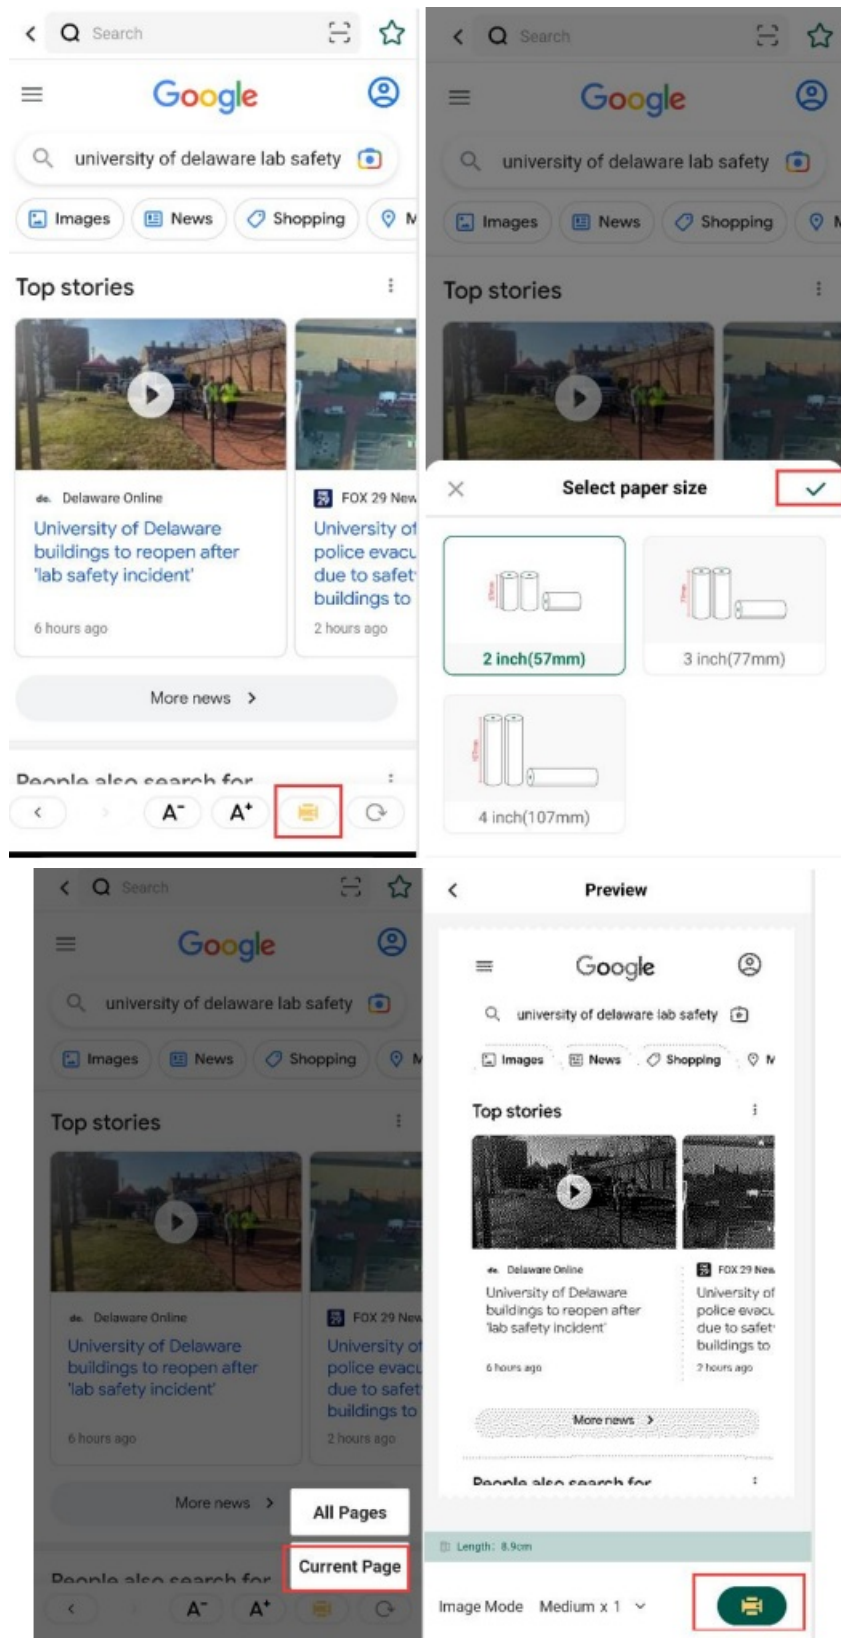 Search
Google
university of delaware lab safety
Images
News
Shopping
Top stories
de. Delaware Online
University of Delaware
buildings to reopen after
'lab safety incident'
6 hours ago
FOX 29 New
University of
police evacu
due to safet
buildings to
2 hours ago
More news >
People also search for
A-
A+
Search
Google
university of delaware lab safety
Images
News
Shopping
Top stories
Select paper size
57mm
2 inch(57mm)
77mm
3 inch(77mm)
107mm
4 inch(107mm)
Search
Google
university of delaware lab safety
Images
News
Shopping
M
Top stories
de. Delaware Online
University of Delaware
buildings to reopen after
'lab safety incident'
6 hours ago
FOX 29 New
University of
police evacu
due to safet
buildings to
2 hours ago
More news >
All Pages
Current Page
People also search for
A-
A+
Preview
Google
university of delaware lab safety
Images
News
Shopping
Top stories
de. Delaware Online
University of Delaware
buildings to reopen after
'lab safety incident'
6 hours ago
FOX 29 New
University of
police evacu
due to safet
buildings to
2 hours ago
More news >
People also search for
Length: 8.9cm
Image Mode Medium x 1